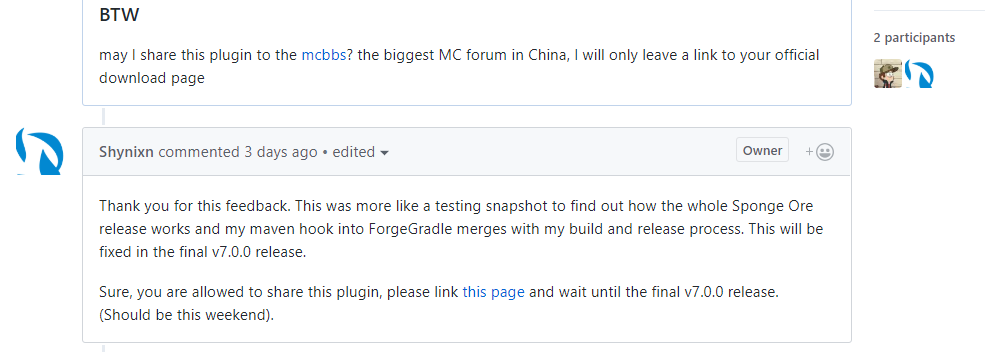 BTW
may I share this plugin to the mcbbs? the biggest MC forum in China, I will only leave a link to your official
download page
2 participants
Shynixn commented 3 days ago • edited
Owner
+
Thank you for this feedback. This was more like a testing snapshot to find out how the whole Sponge Ore
release works and my maven hook into ForgeGradle merges with my build and release process. This will be
fixed in the final v7.0.0 release.
Sure, you are allowed to share this plugin, please link this page and wait until the final v7.0.0 release.
(Should be this weekend).